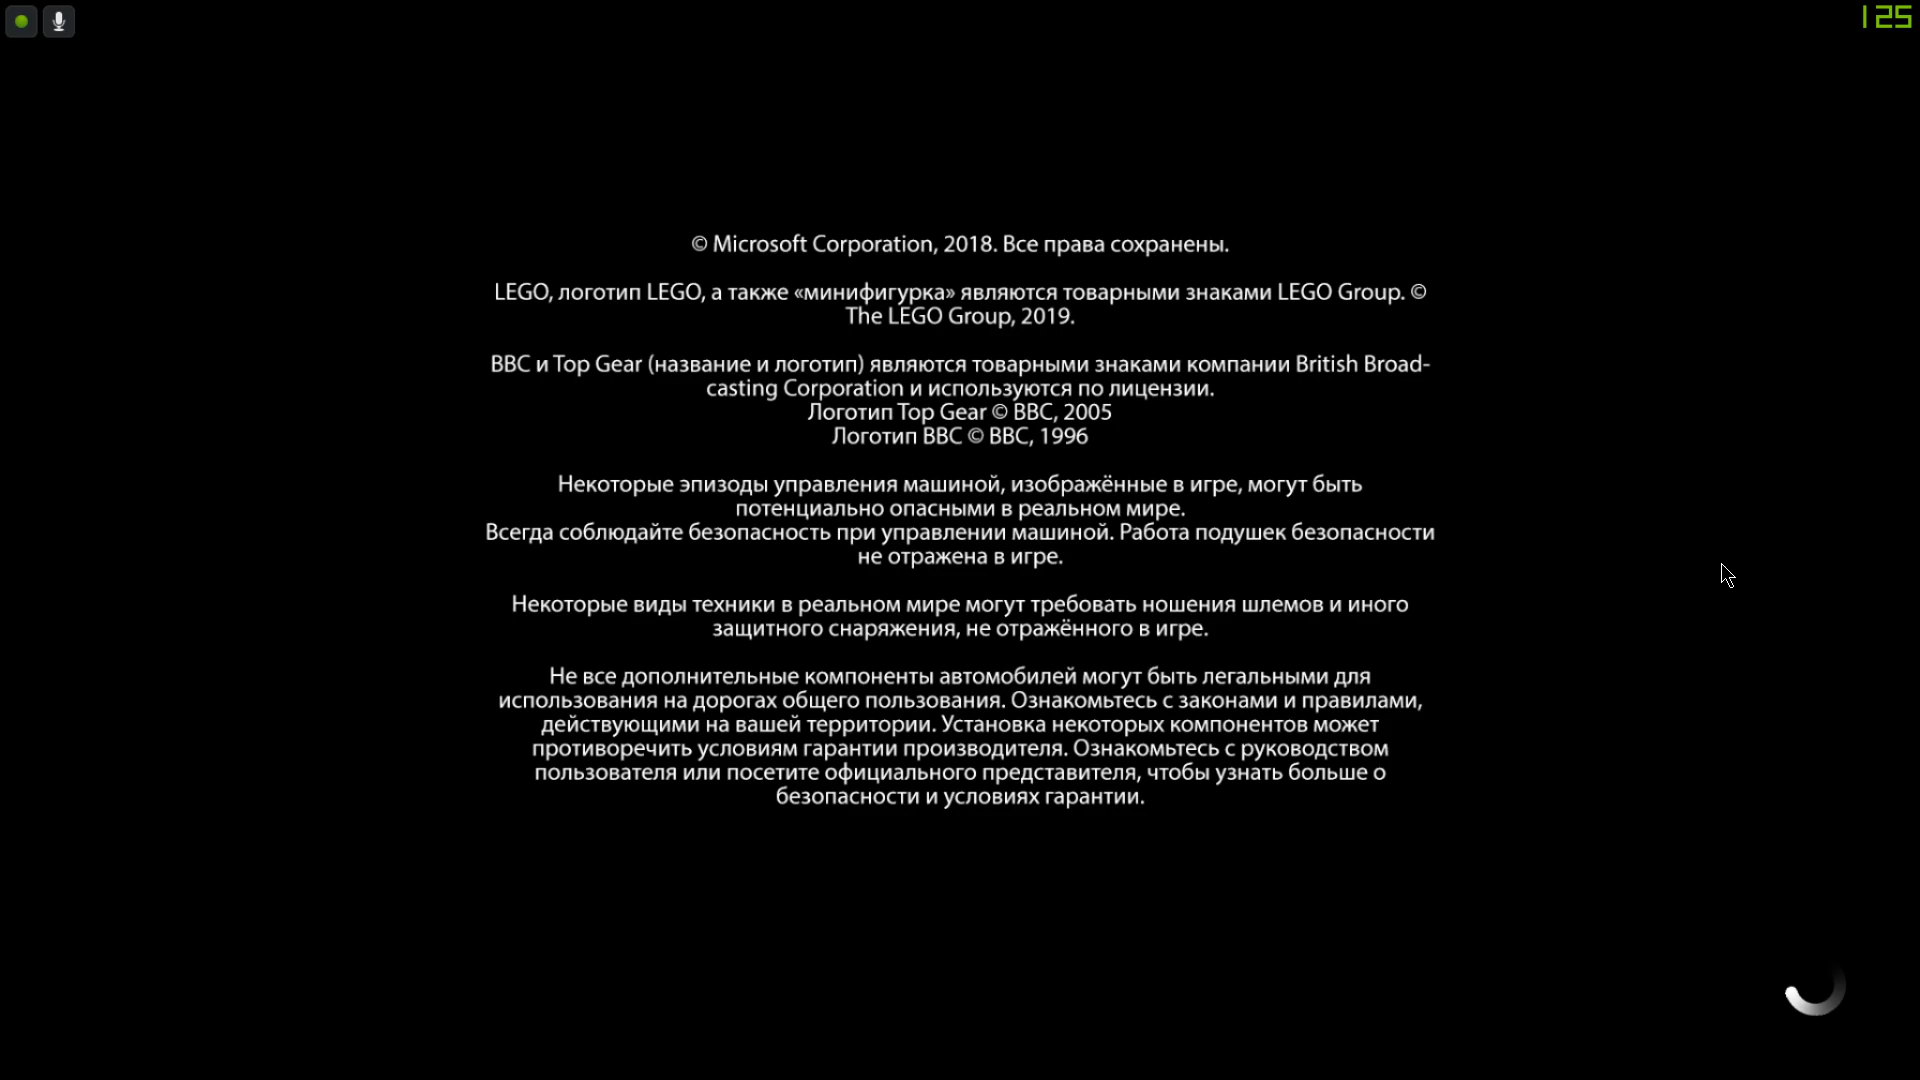 125
© Microsoft Corporation, 2018. Все права сохранены.
LEGO, логотип LEGO, а также «минифигурка» являются товарными знаками LEGO Group. ©
The LEGO Group, 2019.
BBC и Top Gear (название и логотип) являются товарными знаками компании British Broad-
casting Corporation и используются по лицензии.
Логотип Top Gear © BBC, 2005
Логотип BBC © BBC, 1996
Некоторые эпизоды управления машиной, изображённые в игре, могут быть
потенциально опасными в реальном мире.
Всегда соблюдайте безопасность при управлении машиной. Работа подушек безопасности
не отражена в игре.
Некоторые виды техники в реальном мире могут требовать ношения шлемов и иного
защитного снаряжения, не отражённого в игре.
Не все дополнительные компоненты автомобилей могут быть легальными для
использования на дорогах общего пользования. Ознакомьтесь с законами и правилами,
действующими на вашей территории. Установка некоторых компонентов может
противоречить условиям гарантии производителя. Ознакомьтесь с руководством
пользователя или посетите официального представителя, чтобы узнать больше о
безопасности и условиях гарантии.